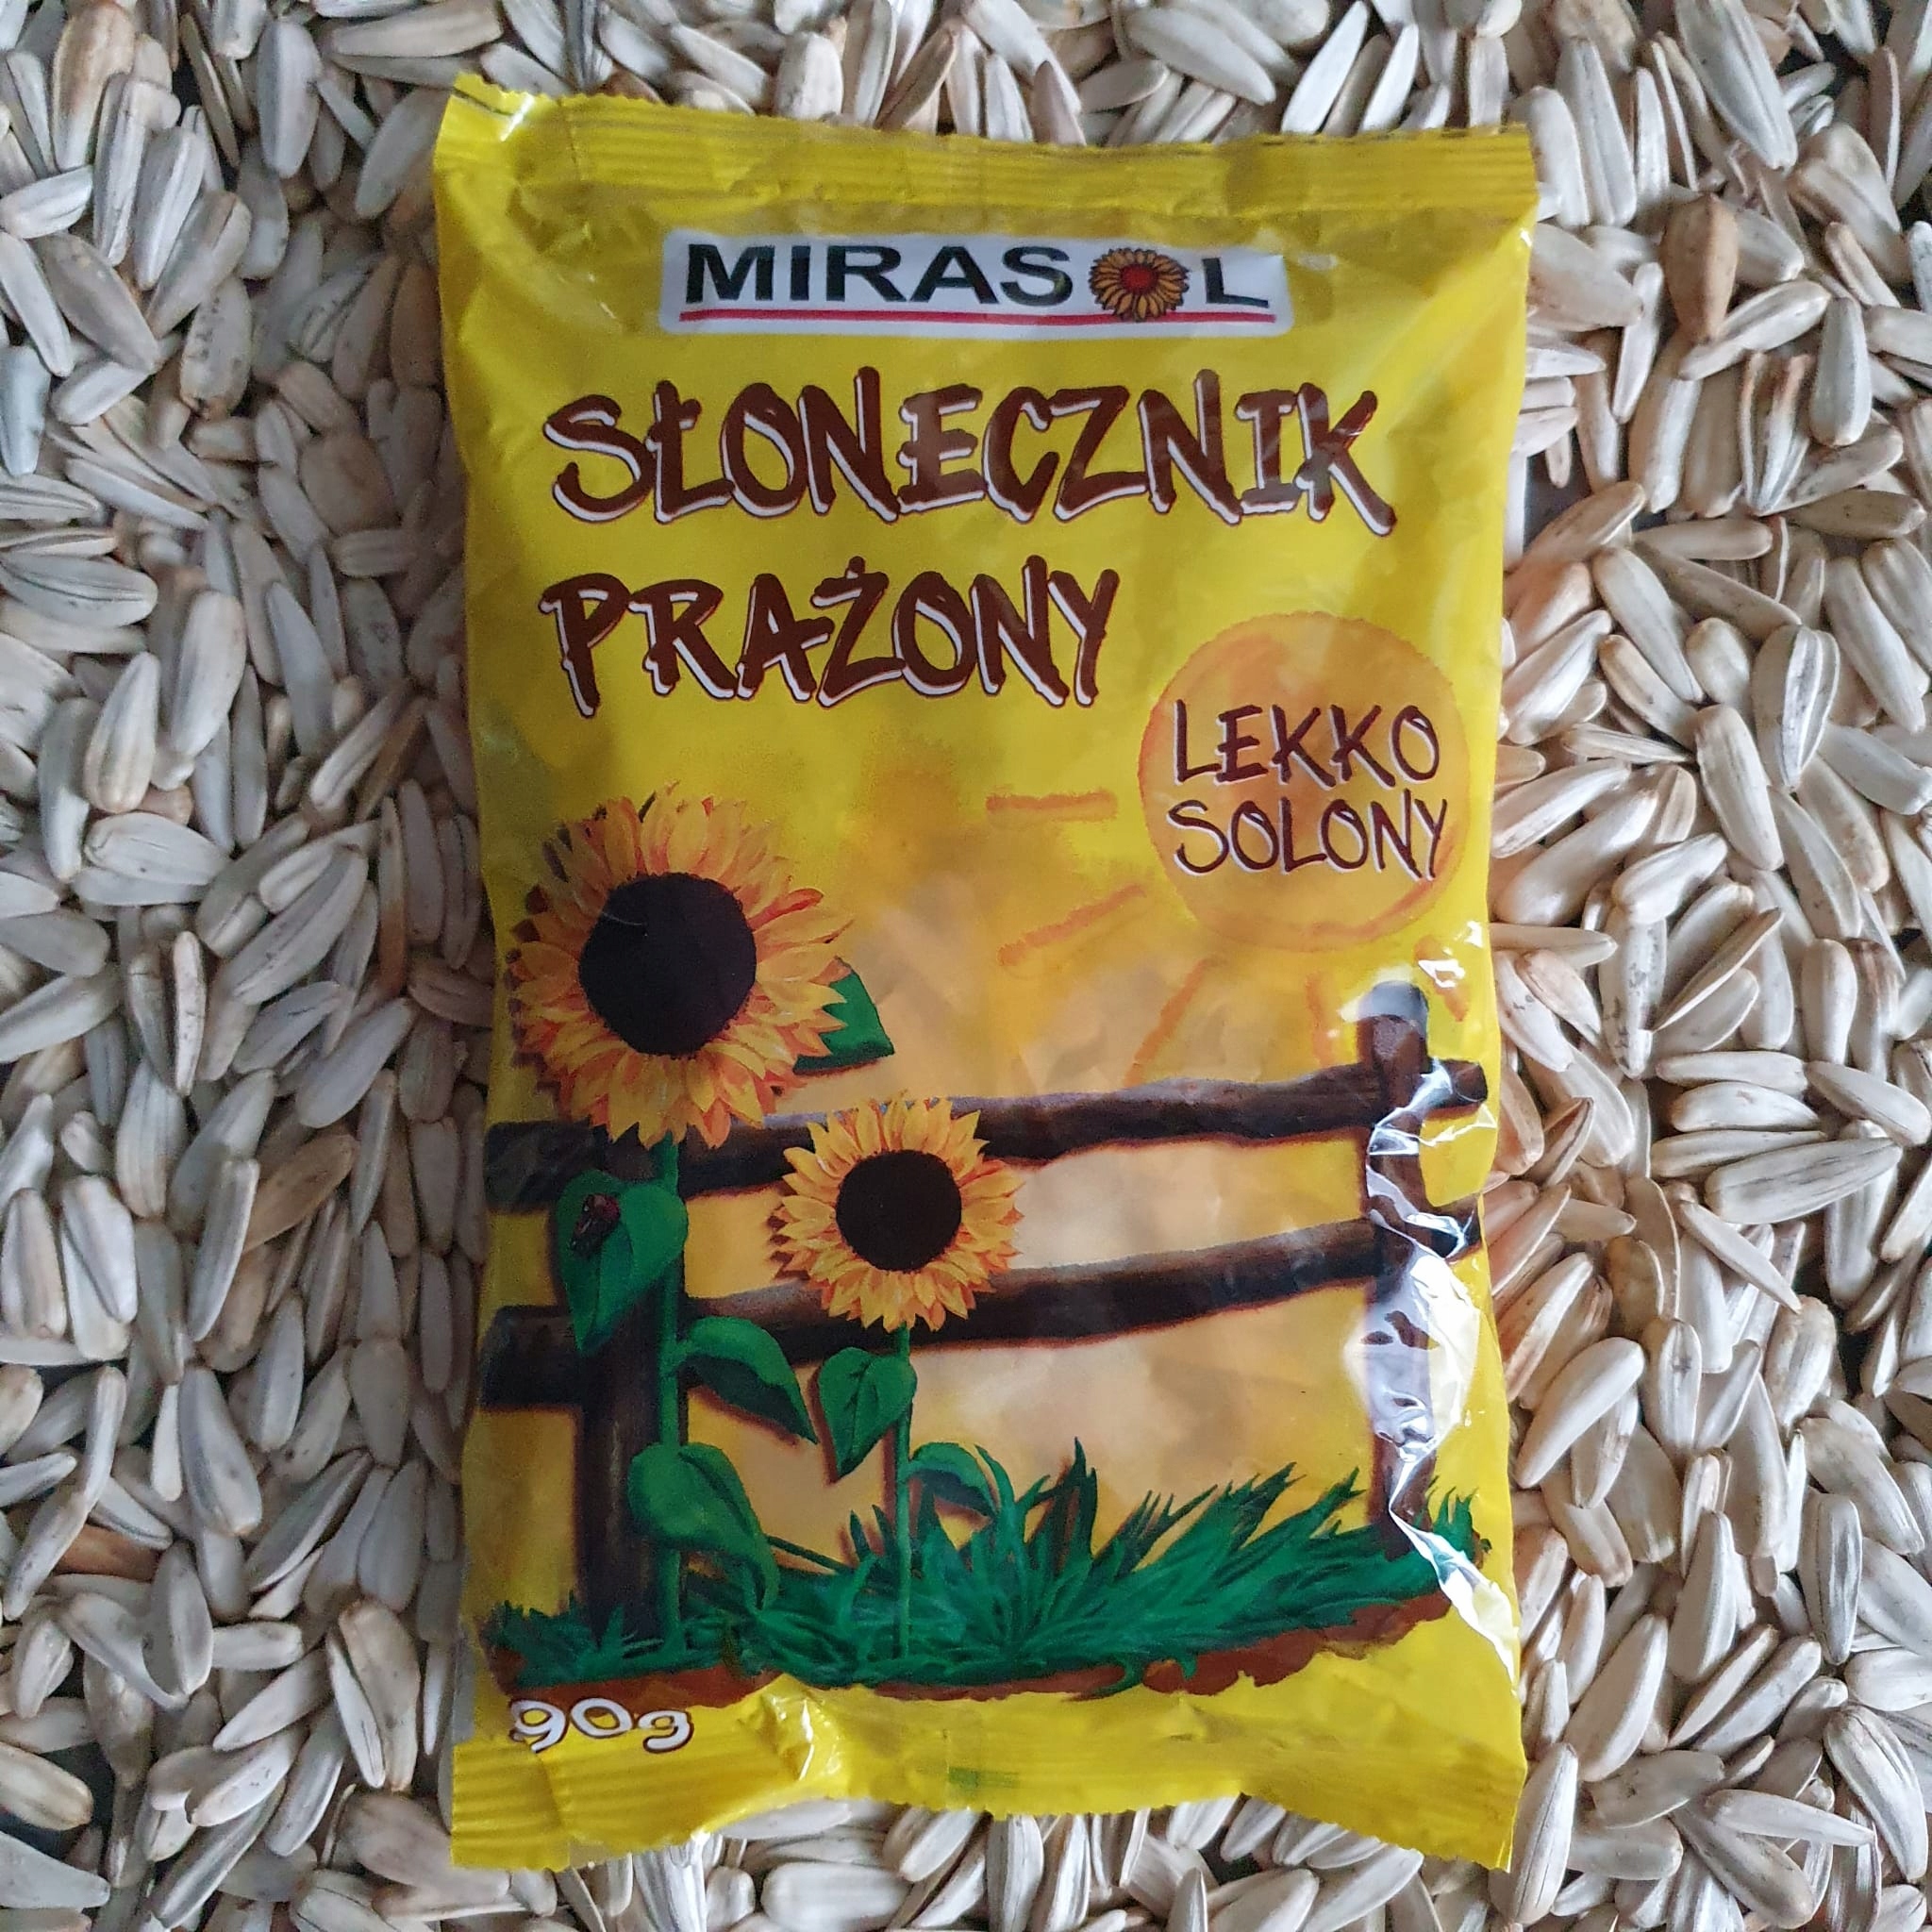 MIRASOL
SŁONECZNIK
PRAŻONY
LEKKO
SOLONY
90g